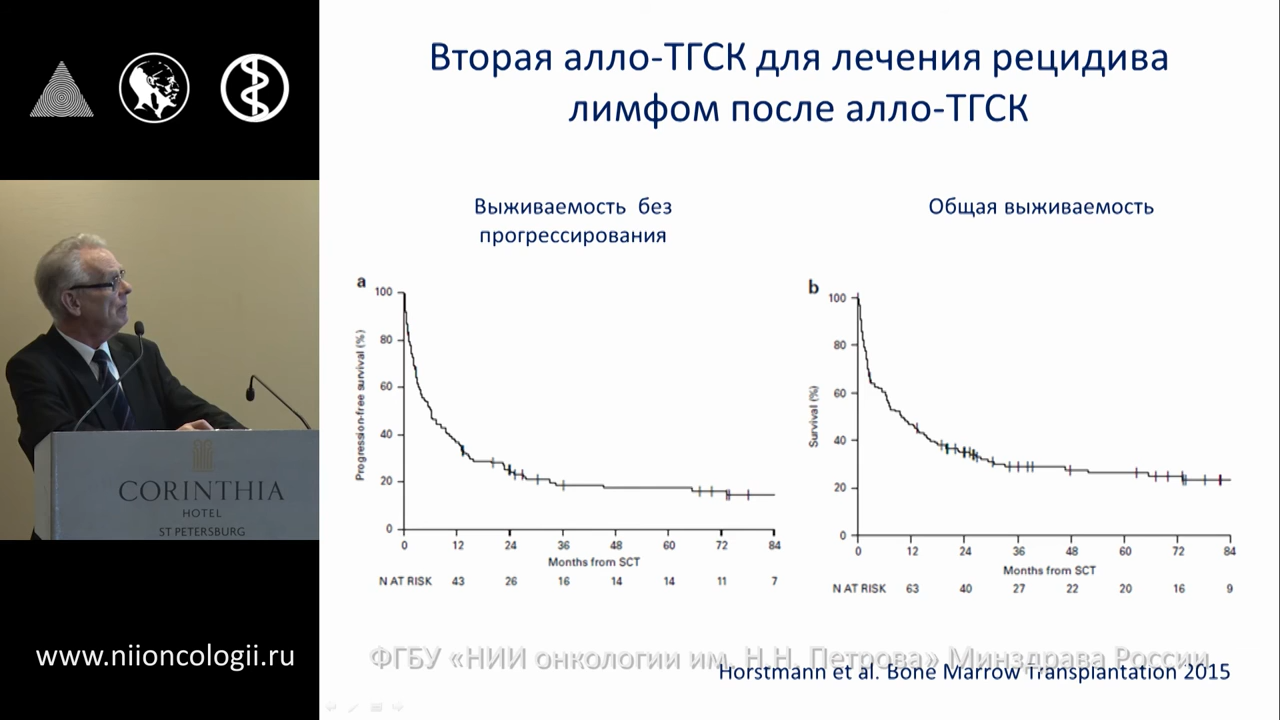 Вторая алло-ТГСК для лечения рецидива
лимфом после алло-ТГСК
Выживаемость без
прогрессирования
Общая выживаемость
a
Progression-free survival (%)
100
80
60
40
20
0
0 12 24 36 48 60 72 84
Months from SCT
N AT RISK 43 26 16 14 14 11 7
b
Survival (%)
100
80
60
40
20
0
0 12 24 36 48 60 72 84
Months from SCT
N AT RISK 63 40 27 22 20 16 9
CORINTHIA
HOTEL
ST PETERSBURG
www.niioncologii.ru
ФГБУ «НИИ онкологии им. Н.Н. Петрова» Минздрава России
Horstmann et al. Bone Marrow Transplantation 2015